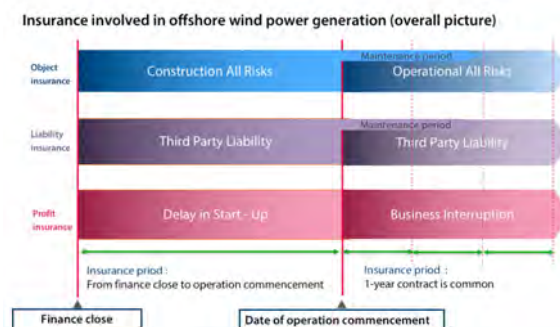 Insurance involved in offshore wind power generation (overall picture)
Object
insurance
Construction All Risks
Maintenance period
Operational All Risks
Liability
insurance
Third Party Liability
Maintenance period
Third Party Liability
Profit
insurance
Delay in Start - Up
Business Interruption
Insurance priod :
From finance close to operation commencement
Insurance priod :
1-year contract is common
Finance close
Date of operation commencement